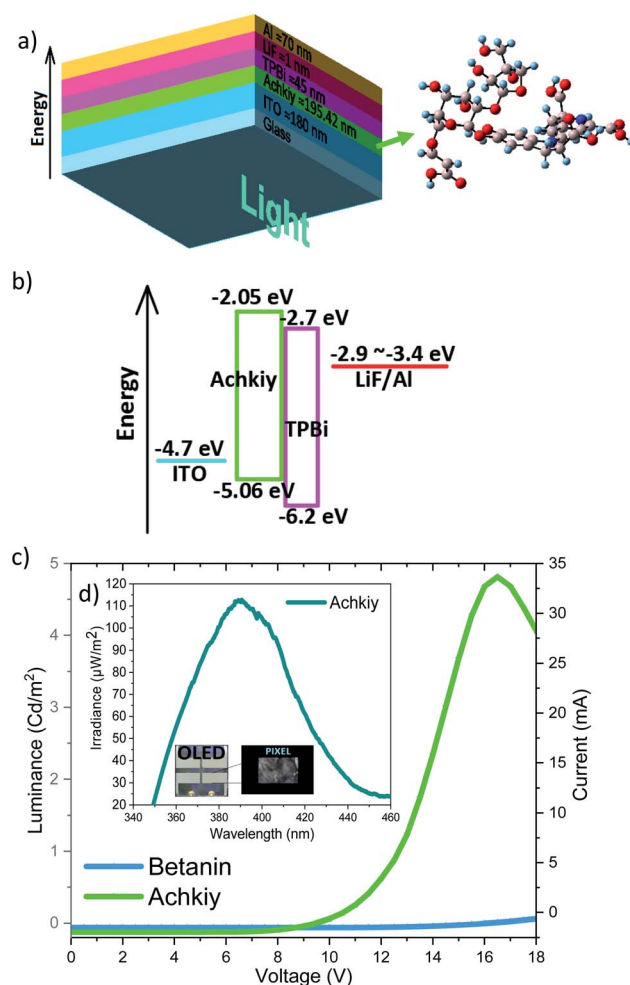 a)
Energy
Al ≈70 nm
LiF ≈1 nm
TPBi ≈45 nm
Achkiy ≈195.42 nm
ITO ≈180 nm
Glass
Light
b)
Energy
-2.05 eV
-2.7 eV
-2.9 ~-3.4 eV
LiF/Al
Achkiy
TPBi
-4.7 eV
ITO
-5.06 eV
-6.2 eV
c)
Luminance (Cd/m²)
5
4
3
2
1
0
Current (mA)
35
30
25
20
15
10
5
0
d)
Achkiy
Irradiance (µW/m²)
120
110
100
90
80
70
60
50
40
30
20
OLED
PIXEL
340 360 380 400 420 440 460
Wavelength (nm)
Betanin
Achkiy
0 2 4 6 8 10 12 14 16 18
Voltage (V)